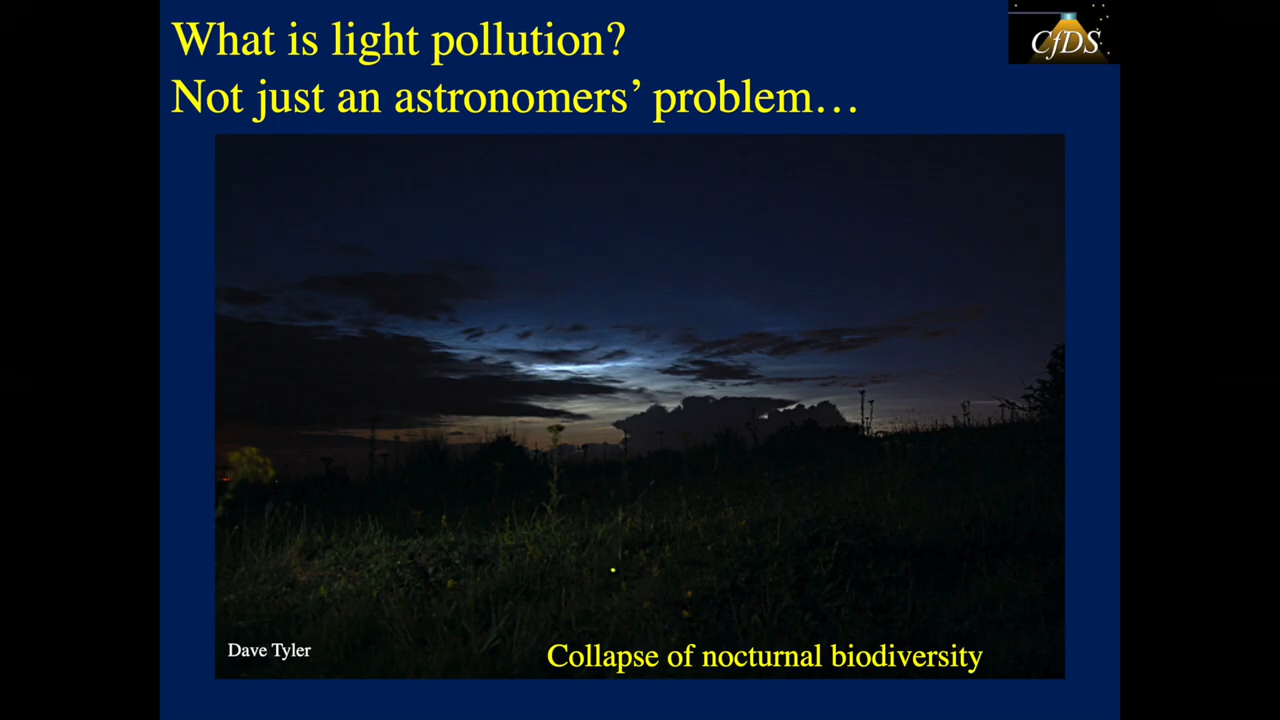 What is light pollution?
Not just an astronomers’ problem…
CfDS
Dave Tyler
Collapse of nocturnal biodiversity